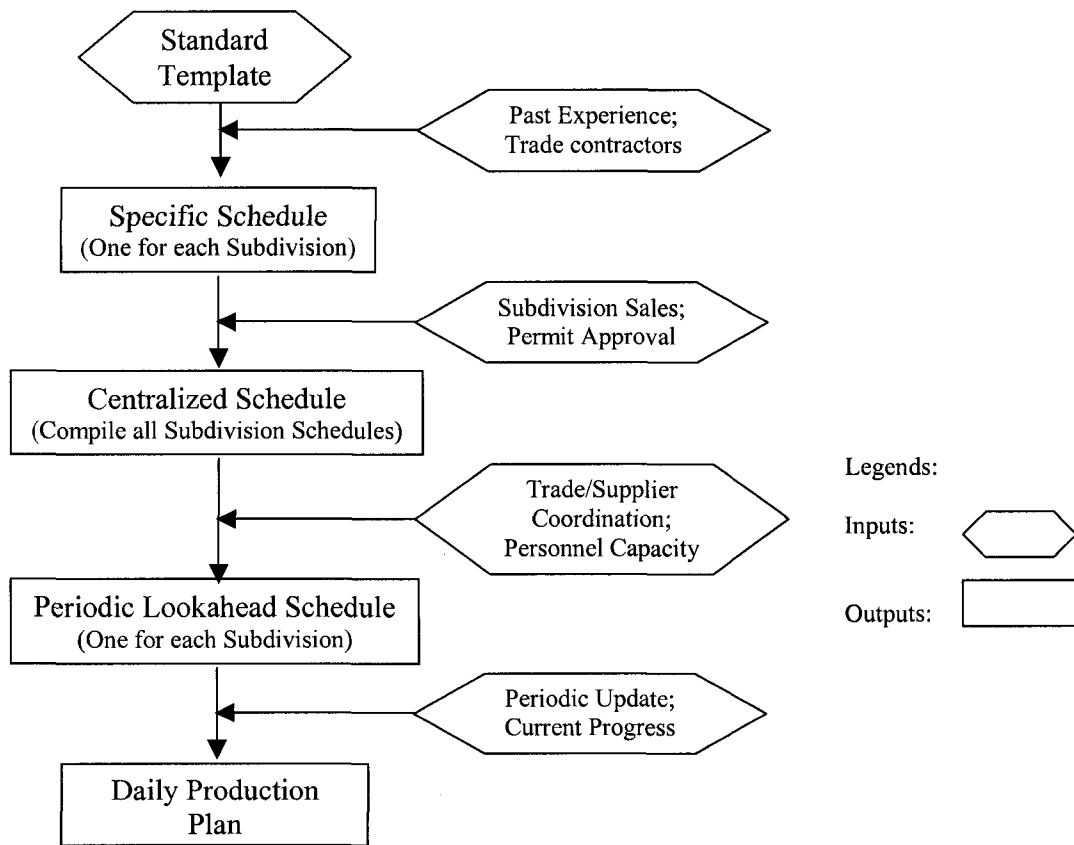 Standard
Template
Past Experience;
Trade contractors
Specific Schedule
(One for each Subdivision)
Subdivision Sales;
Permit Approval
Centralized Schedule
(Compile all Subdivision Schedules)
Trade/Supplier
Coordination;
Personnel Capacity
Periodic Lookahead Schedule
(One for each Subdivision)
Periodic Update;
Current Progress
Daily Production
Plan
Legends:
Inputs:
Outputs: